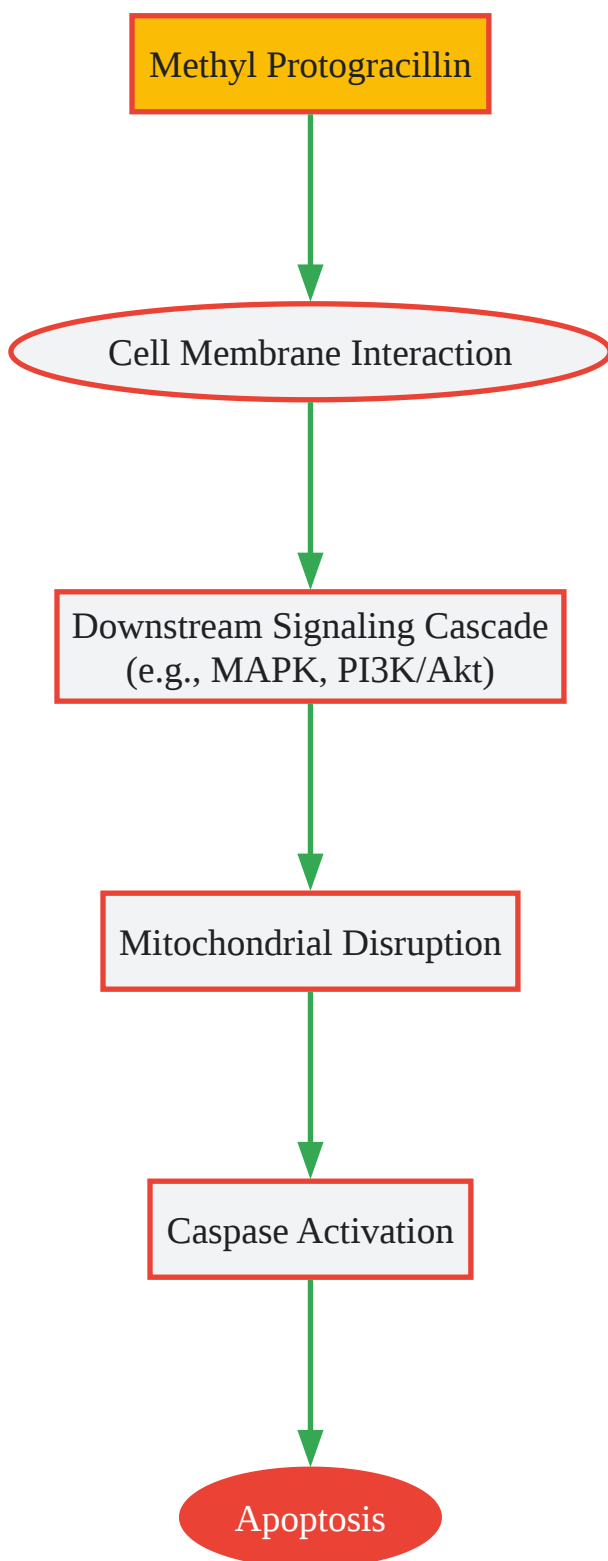 Methyl Protogracillin
Cell Membrane Interaction
Downstream Signaling Cascade
(e.g., MAPK, PI3K/Akt)
Mitochondrial Disruption
Caspase Activation
Apoptosis